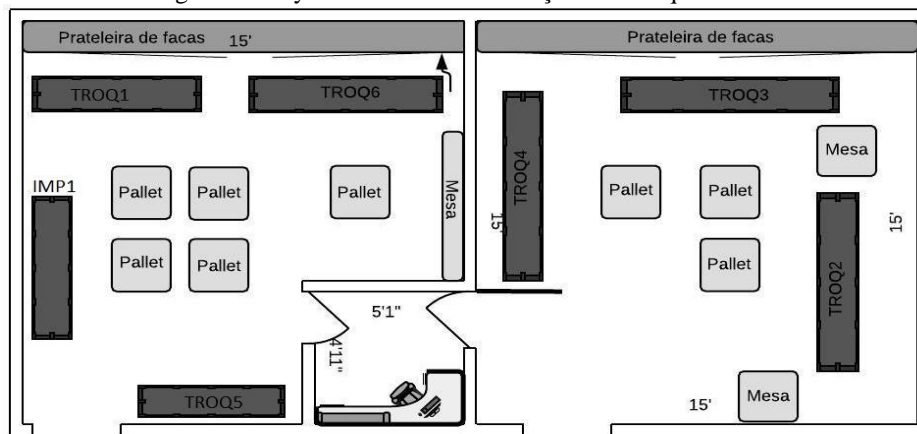 Prateleira de facas 15'
Prateleira de facas
TROQ1
TROQ6
TROQ3
TROQ4
Mesa
IMP1
Pallet
Pallet
Pallet
Mesa
15'
Pallet
Pallet
15'
Pallet
Pallet
Pallet
TROQ2
5'1"
4'11"
TROQ5
15'
Mesa